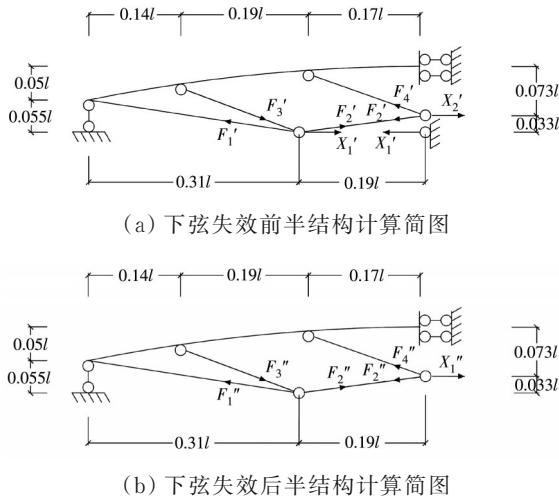 0.14l 0.19l 0.17l
0.05l
0.055l
0.073l
0.033l
F₃′
F₄′
X₂′
F₂′ F₂′
F₁′
X₁′ X₁′
0.31l 0.19l
(a) 下弦失效前半结构计算简图
0.14l 0.19l 0.17l
0.05l
0.055l
0.073l
0.033l
F₃″
F₄″
X₁″
F₂″ F₂″
F₁″
0.31l 0.19l
(b) 下弦失效后半结构计算简图